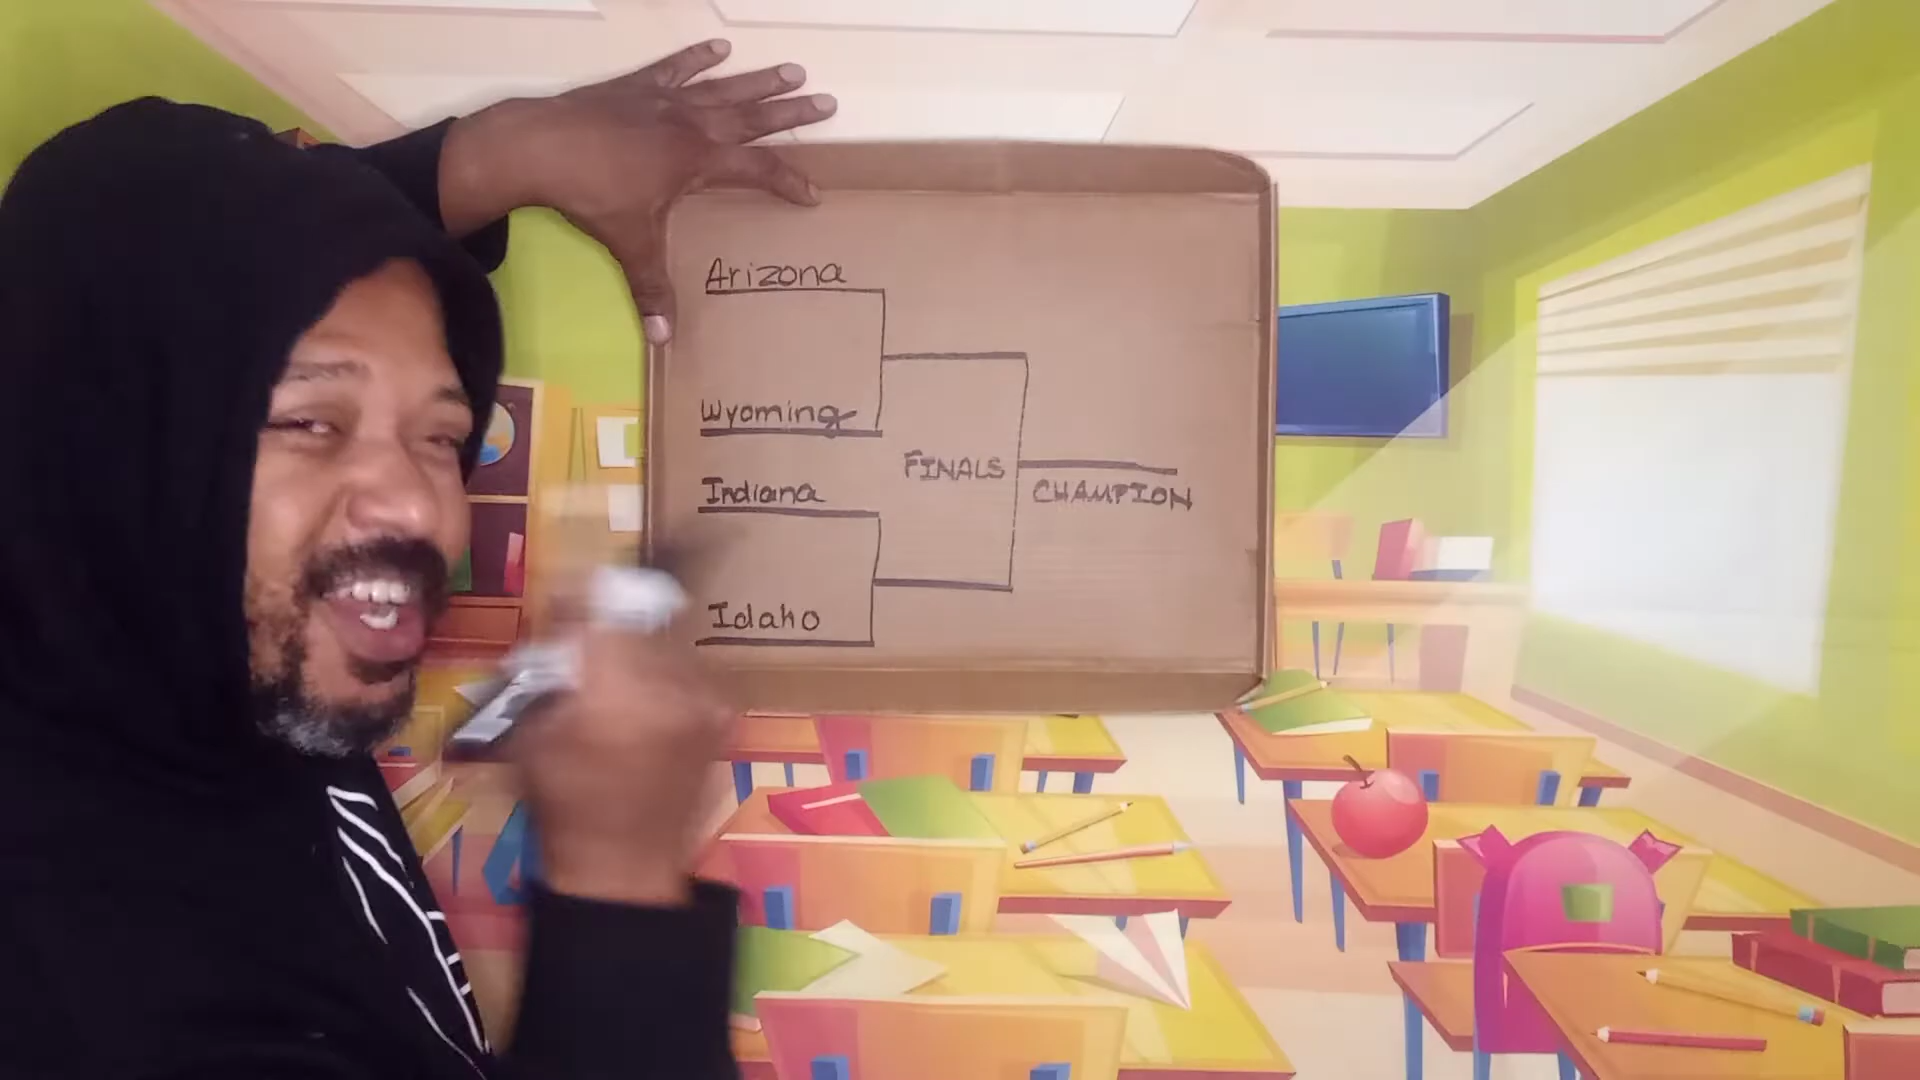 Arizona
Wyoming
FINALS
Indiana
CHAMPION
Idaho